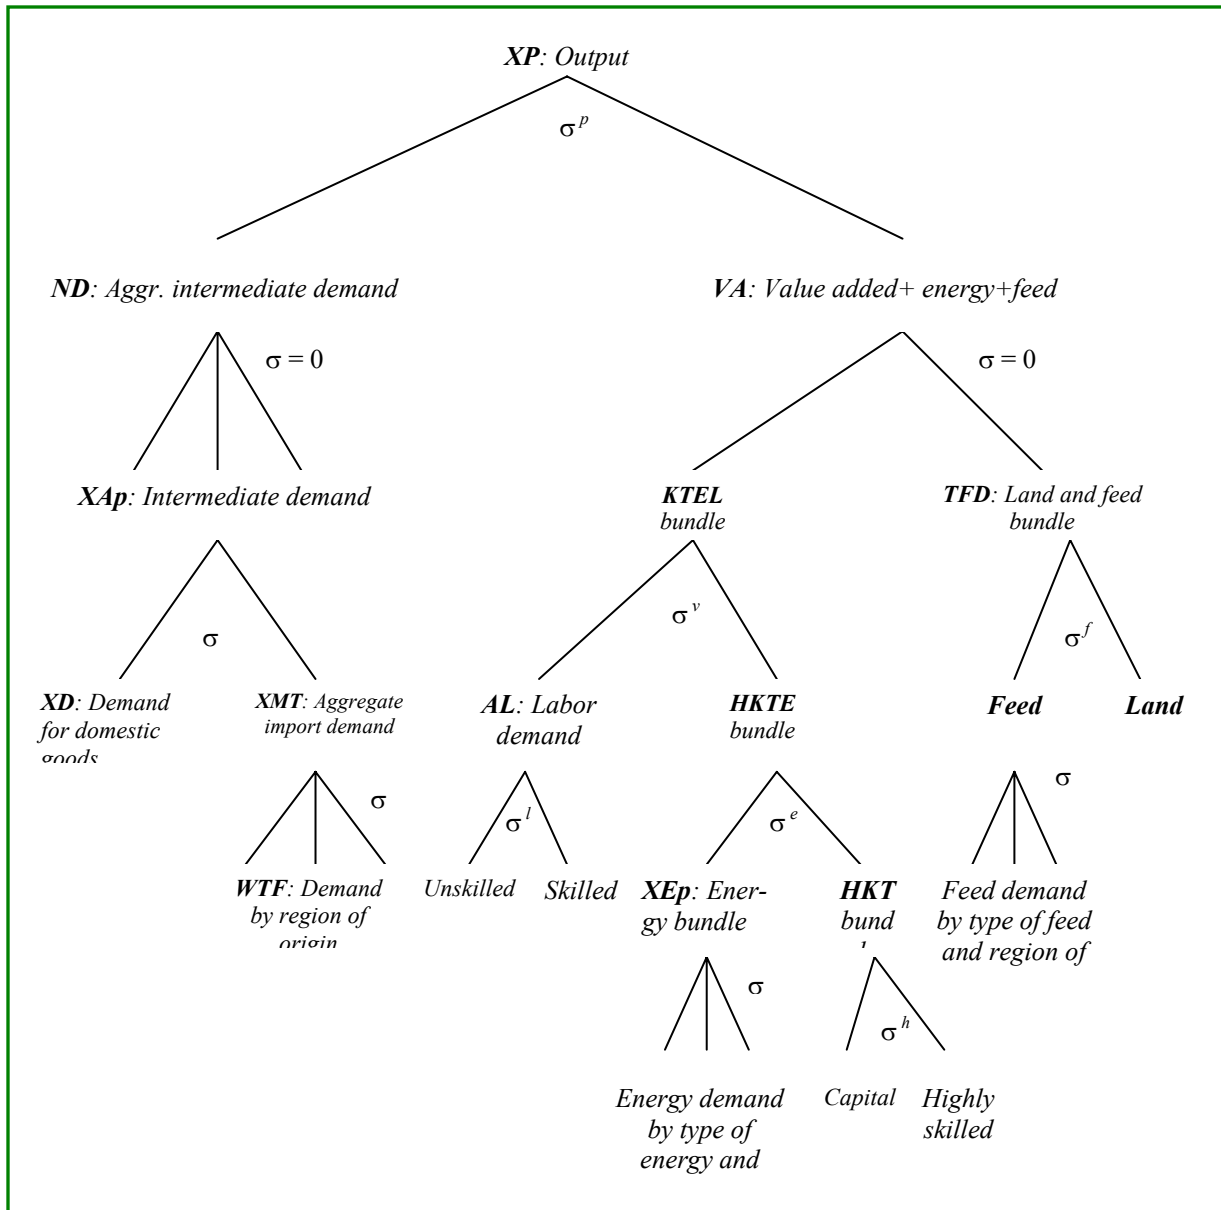 XP: Output
σ^p
ND: Aggr. intermediate demand
VA: Value added+ energy+feed
σ = 0
σ = 0
XAp: Intermediate demand
KTEL
bundle
TFD: Land and feed
bundle
σ
σ^v
σ^f
XD: Demand
for domestic
goods
XMT: Aggregate
import demand
AL: Labor
demand
HKTE
bundle
Feed
Land
σ
σ^l
σ^e
σ
WTF: Demand
by region of
origin
Unskilled
Skilled
XEp: Ener-
gy bundle
HKT
bund
Feed demand
by type of feed
and region of
σ
σ^h
Energy demand
by type of
energy and
Capital
Highly
skilled